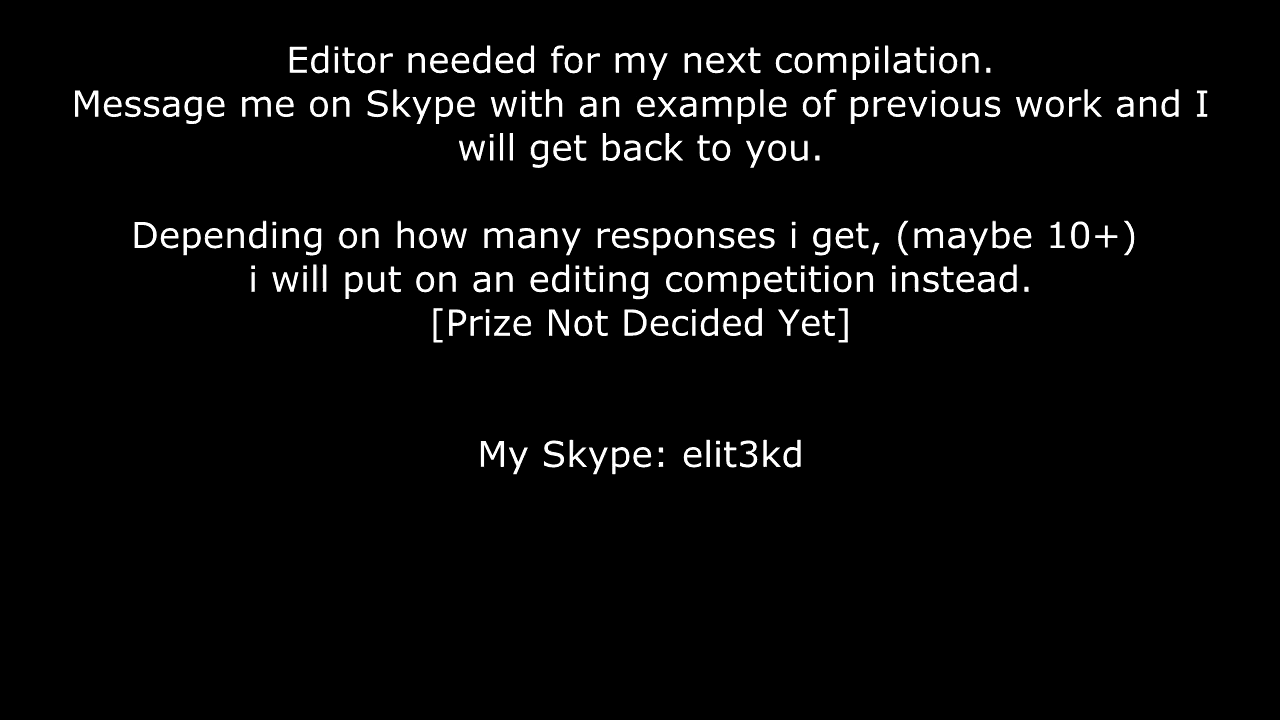 Editor needed for my next compilation.
Message me on Skype with an example of previous work and I
will get back to you.
Depending on how many responses i get, (maybe 10+)
i will put on an editing competition instead.
[Prize Not Decided Yet]
My Skype: elit3kd